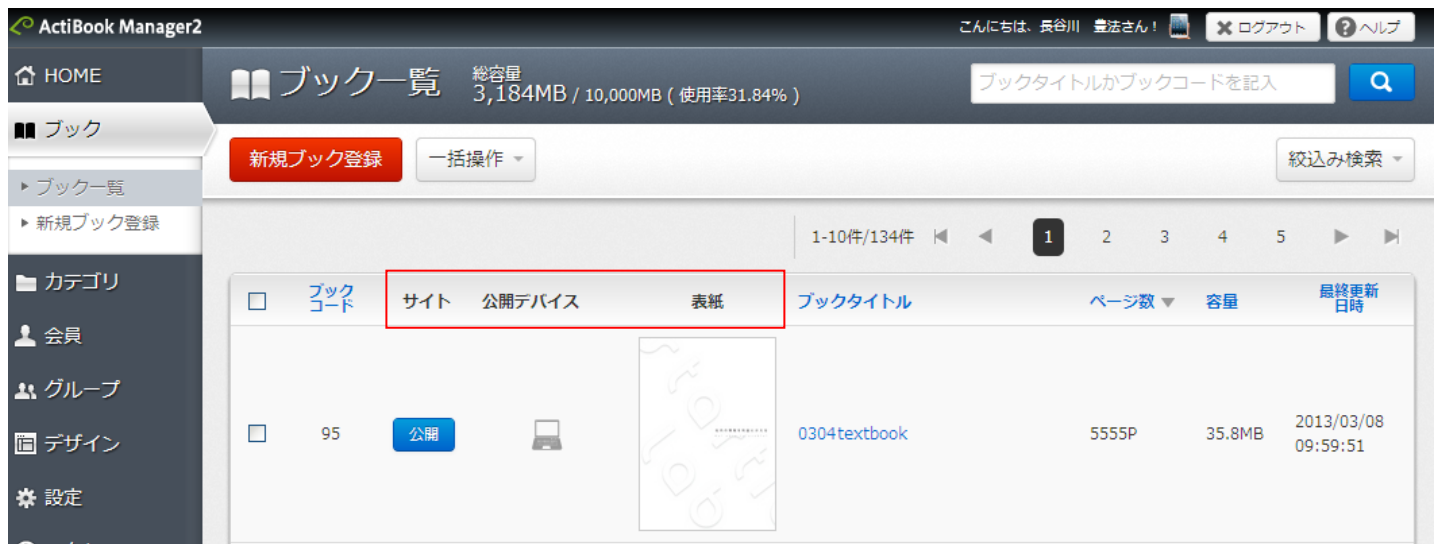 ActiBook Manager2
こんにちは、長谷川 豊法さん！
ログアウト
ヘルプ
HOME
ブック一覧
総容量
3,184MB / 10,000MB ( 使用率31.84% )
ブックタイトルかブックコードを記入
ブック
新規ブック登録
一括操作
絞込み検索
ブック一覧
新規ブック登録
1-10件/134件 1 2 3 4 5
カテゴリ
ブック
コード
サイト
公開デバイス
表紙
ブックタイトル
ページ数
容量
最終更新
日時
会員
グループ
デザイン
設定
95
公開
0304textbook
5555P
35.8MB
2013/03/08
09:59:51